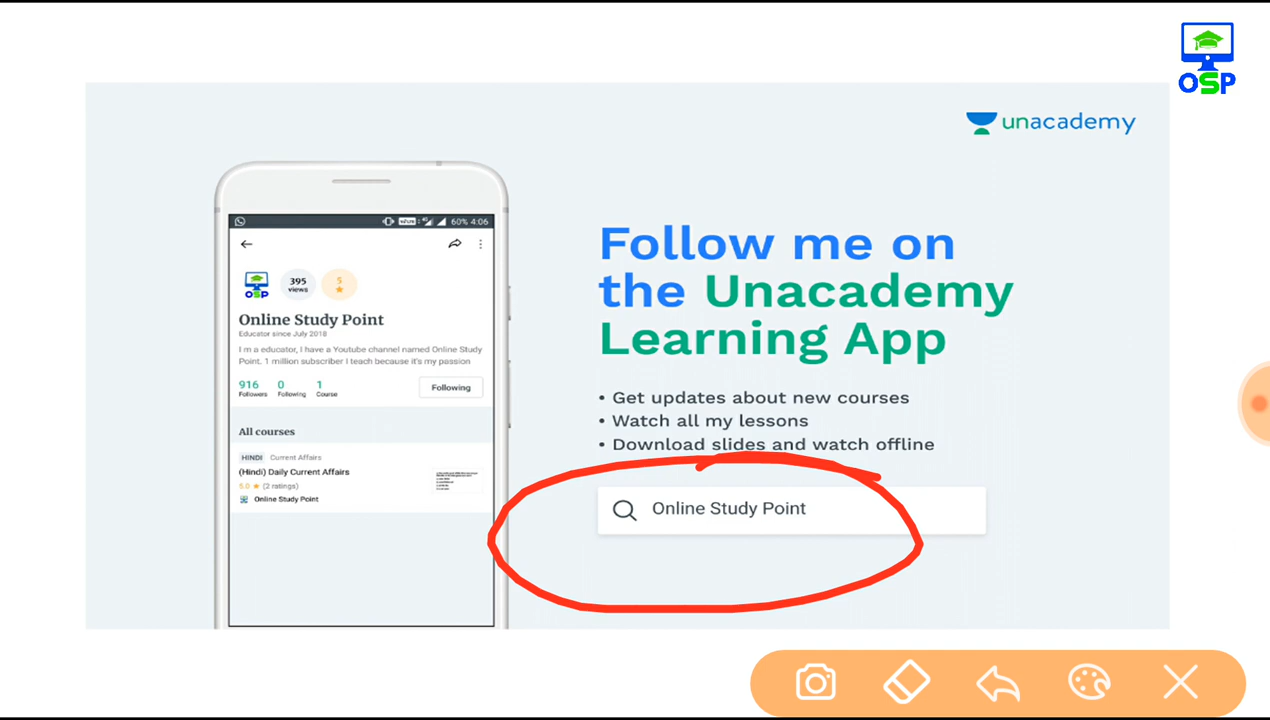 OSP
unacademy
60% 4:06
OSP
395
views
5
Online Study Point
Educator since July 2018
I m a educator, I have a Youtube channel named Online Study
Point. 1 million subscriber I teach because it's my passion
916 0 1
Followers Following Course
Following
All courses
HINDI Current Affairs
(Hindi) Daily Current Affairs
5.0 ★ (2 ratings)
Online Study Point
Follow me on
the Unacademy
Learning App
• Get updates about new courses
• Watch all my lessons
• Download slides and watch offline
Online Study Point